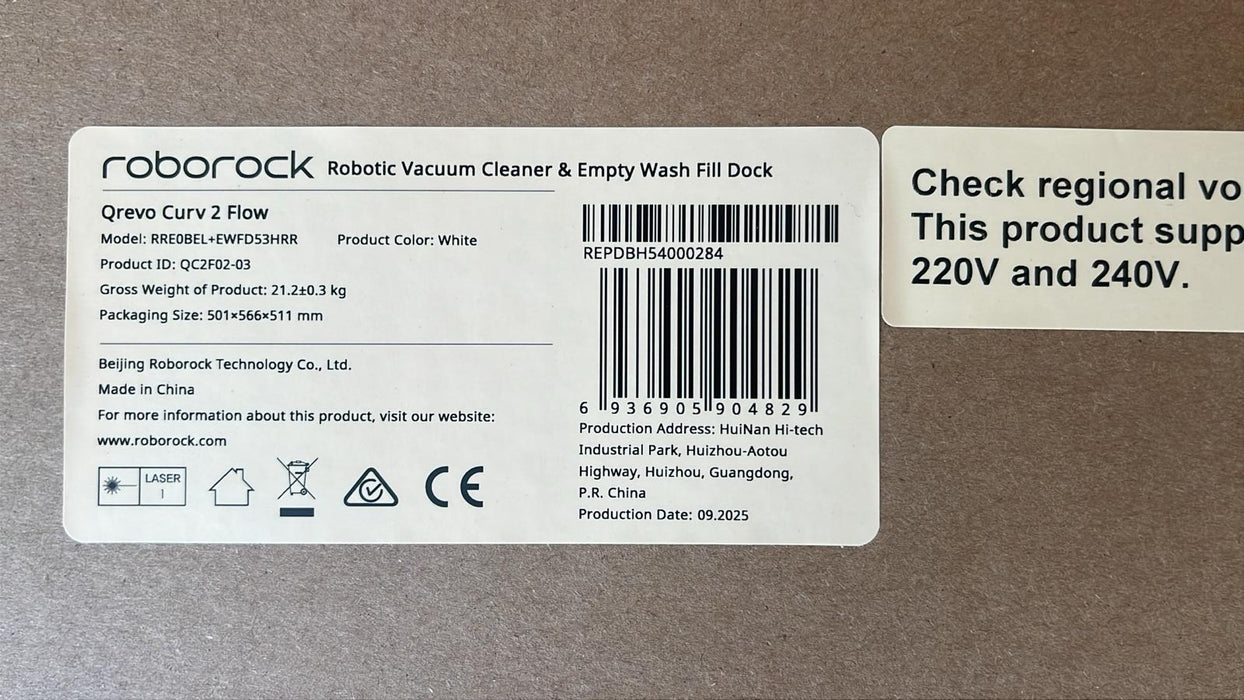 roborock Robotic Vacuum Cleaner & Empty Wash Fill Dock
Qrevo Curv 2 Flow
Model: RRE0BEL+EWFD53HRR Product Color: White
Product ID: QC2F02-03
Gross Weight of Product: 21.2±0.3 kg
Packaging Size: 501×566×511 mm
Beijing Roborock Technology Co., Ltd.
Made in China
For more information about this product, visit our website:
www.roborock.com
LASER
1
CE
REPDBH54000284
6 936905 904829
Production Address: HuiNan Hi-tech
Industrial Park, Huizhou-Aotou
Highway, Huizhou, Guangdong,
P.R. China
Production Date: 09.2025
Check regional vo
This product supp
220V and 240V.